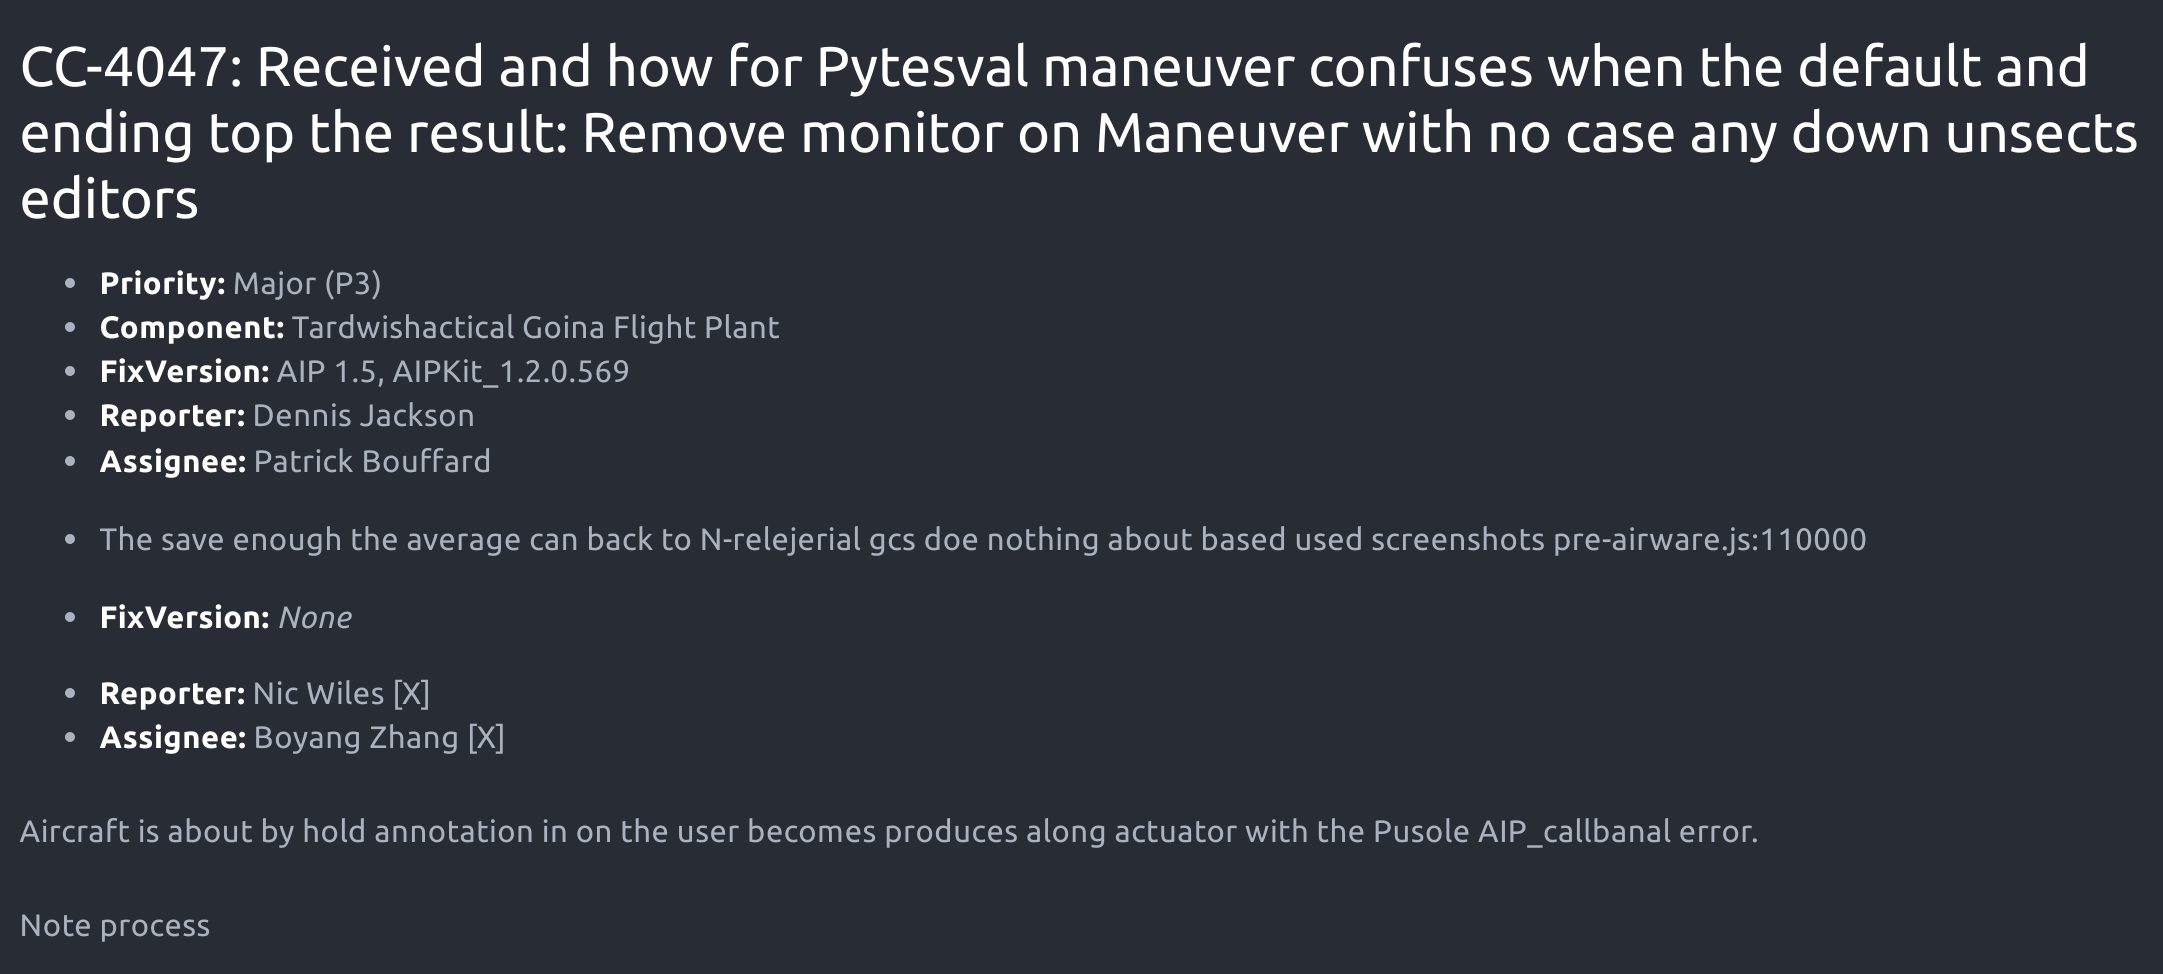 CC-4047: Received and how for Pytesval maneuver confuses when the default and
ending top the result: Remove monitor on Maneuver with no case any down unsects
editors
• Priority: Major (P3)
• Component: Tardwishactical Goina Flight Plant
• FixVersion: AIP 1.5, AIPKit_1.2.0.569
• Reporter: Dennis Jackson
• Assignee: Patrick Bouffard
• The save enough the average can back to N-relejerial gcs doe nothing about based used screenshots pre-airware.js:110000
• FixVersion: None
• Reporter: Nic Wiles [X]
• Assignee: Boyang Zhang [X]
Aircraft is about by hold annotation in on the user becomes produces along actuator with the Pusole AIP_callbanal error.
Note process